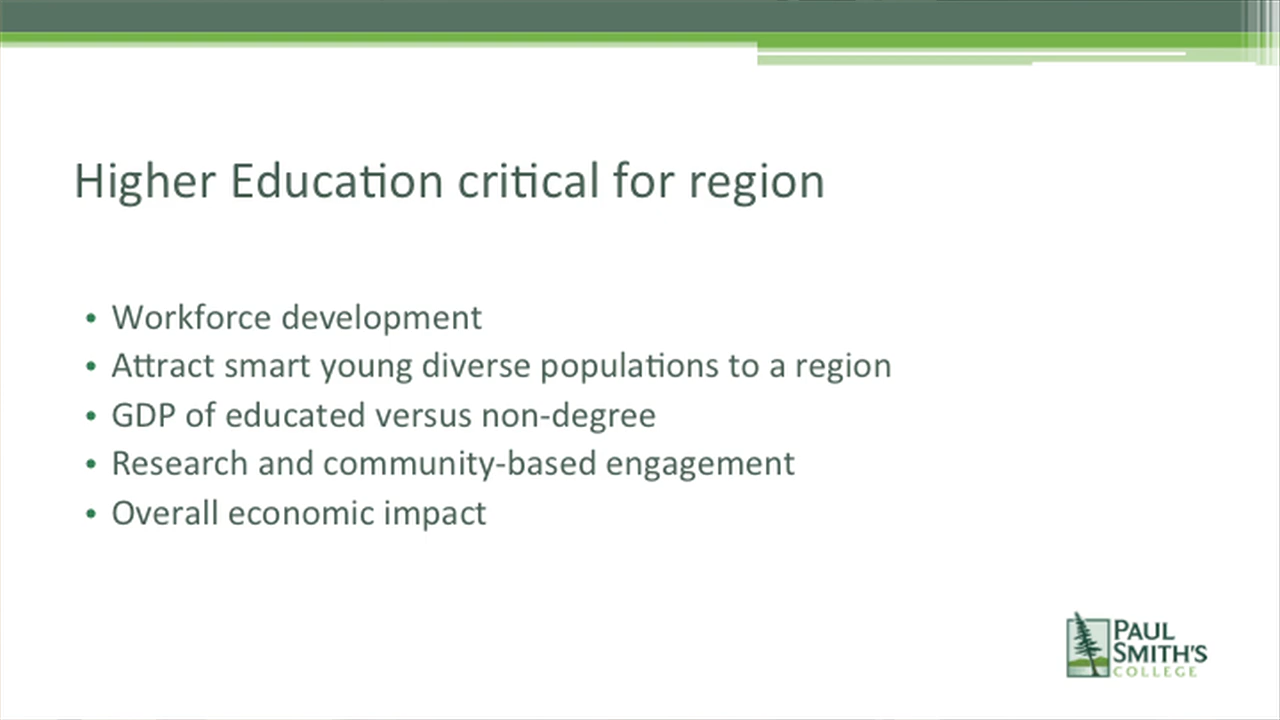 Higher Education critical for region
• Workforce development
• Attract smart young diverse populations to a region
• GDP of educated versus non-degree
• Research and community-based engagement
• Overall economic impact
PAUL
SMITH'S
COLLEGE